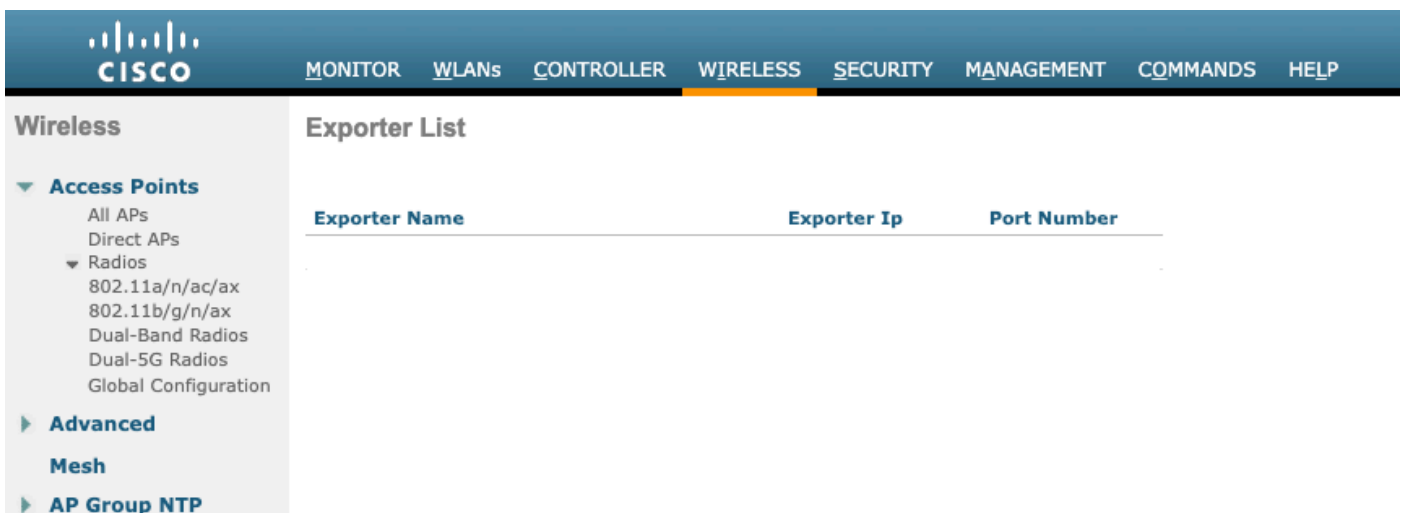 CISCO
MONITOR WLANs CONTROLLER WIRELESS SECURITY MANAGEMENT COMMANDS HELP
Wireless
Access Points
All APs
Direct APs
Radios
802.11a/n/ac/ax
802.11b/g/n/ax
Dual-Band Radios
Dual-5G Radios
Global Configuration
Advanced
Mesh
AP Group NTP
Exporter List
Exporter Name Exporter Ip Port Number